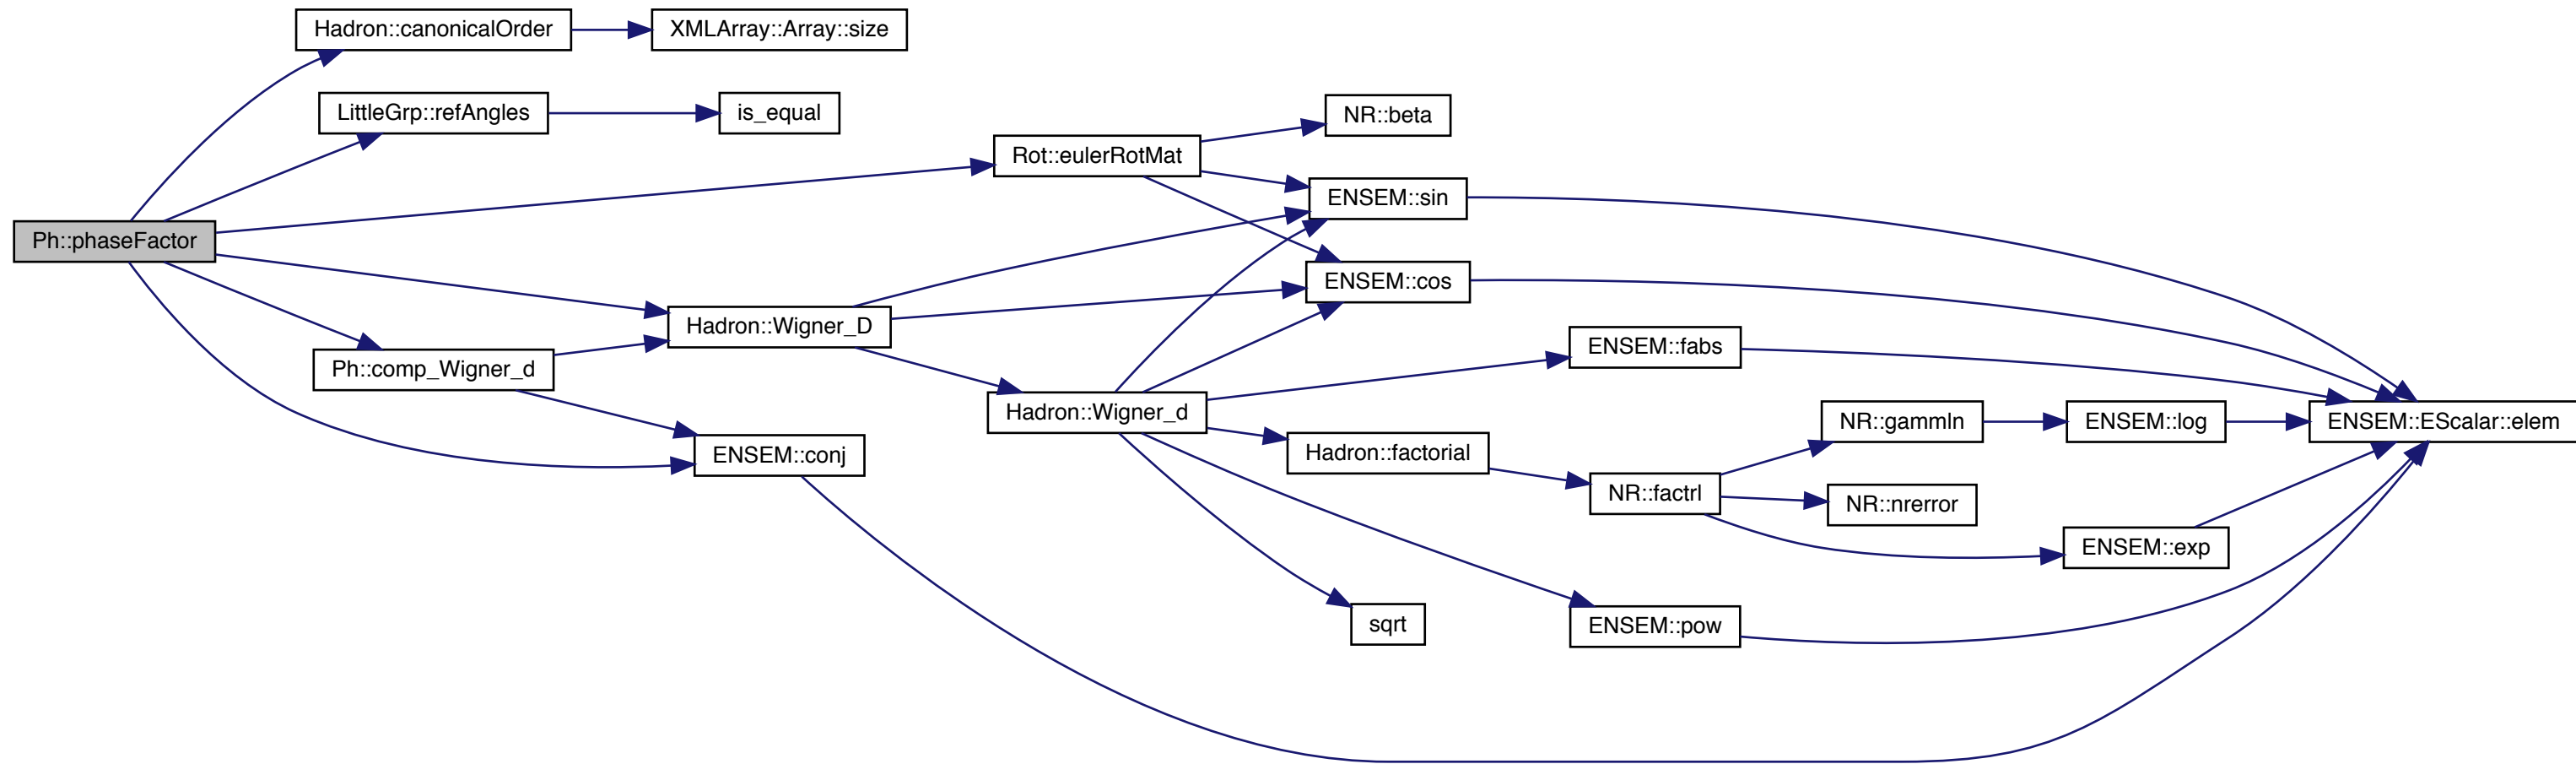 Hadron::canonicalOrder
XMLArray::Array::size
LittleGrp::refAngles
is_equal
NR::beta
Rot::eulerRotMat
ENSEM::sin
Ph::phaseFactor
ENSEM::cos
Hadron::Wigner_D
ENSEM::fabs
Ph::comp_Wigner_d
Hadron::Wigner_d
NR::gammln
ENSEM::log
ENSEM::EScalar::elem
ENSEM::conj
Hadron::factorial
NR::factrl
NR::nrerror
ENSEM::exp
sqrt
ENSEM::pow